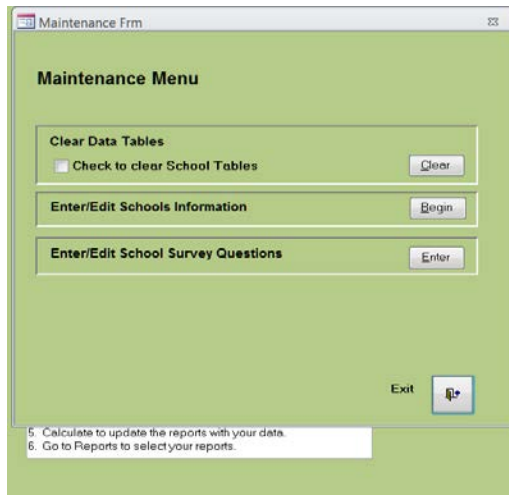 Maintenance Frm
Maintenance Menu
Clear Data Tables
Check to clear School Tables
Clear
Enter/Edit Schools Information
Begin
Enter/Edit School Survey Questions
Enter
Exit
5. Calculate to update the reports with your data.
6. Go to Reports to select your reports.